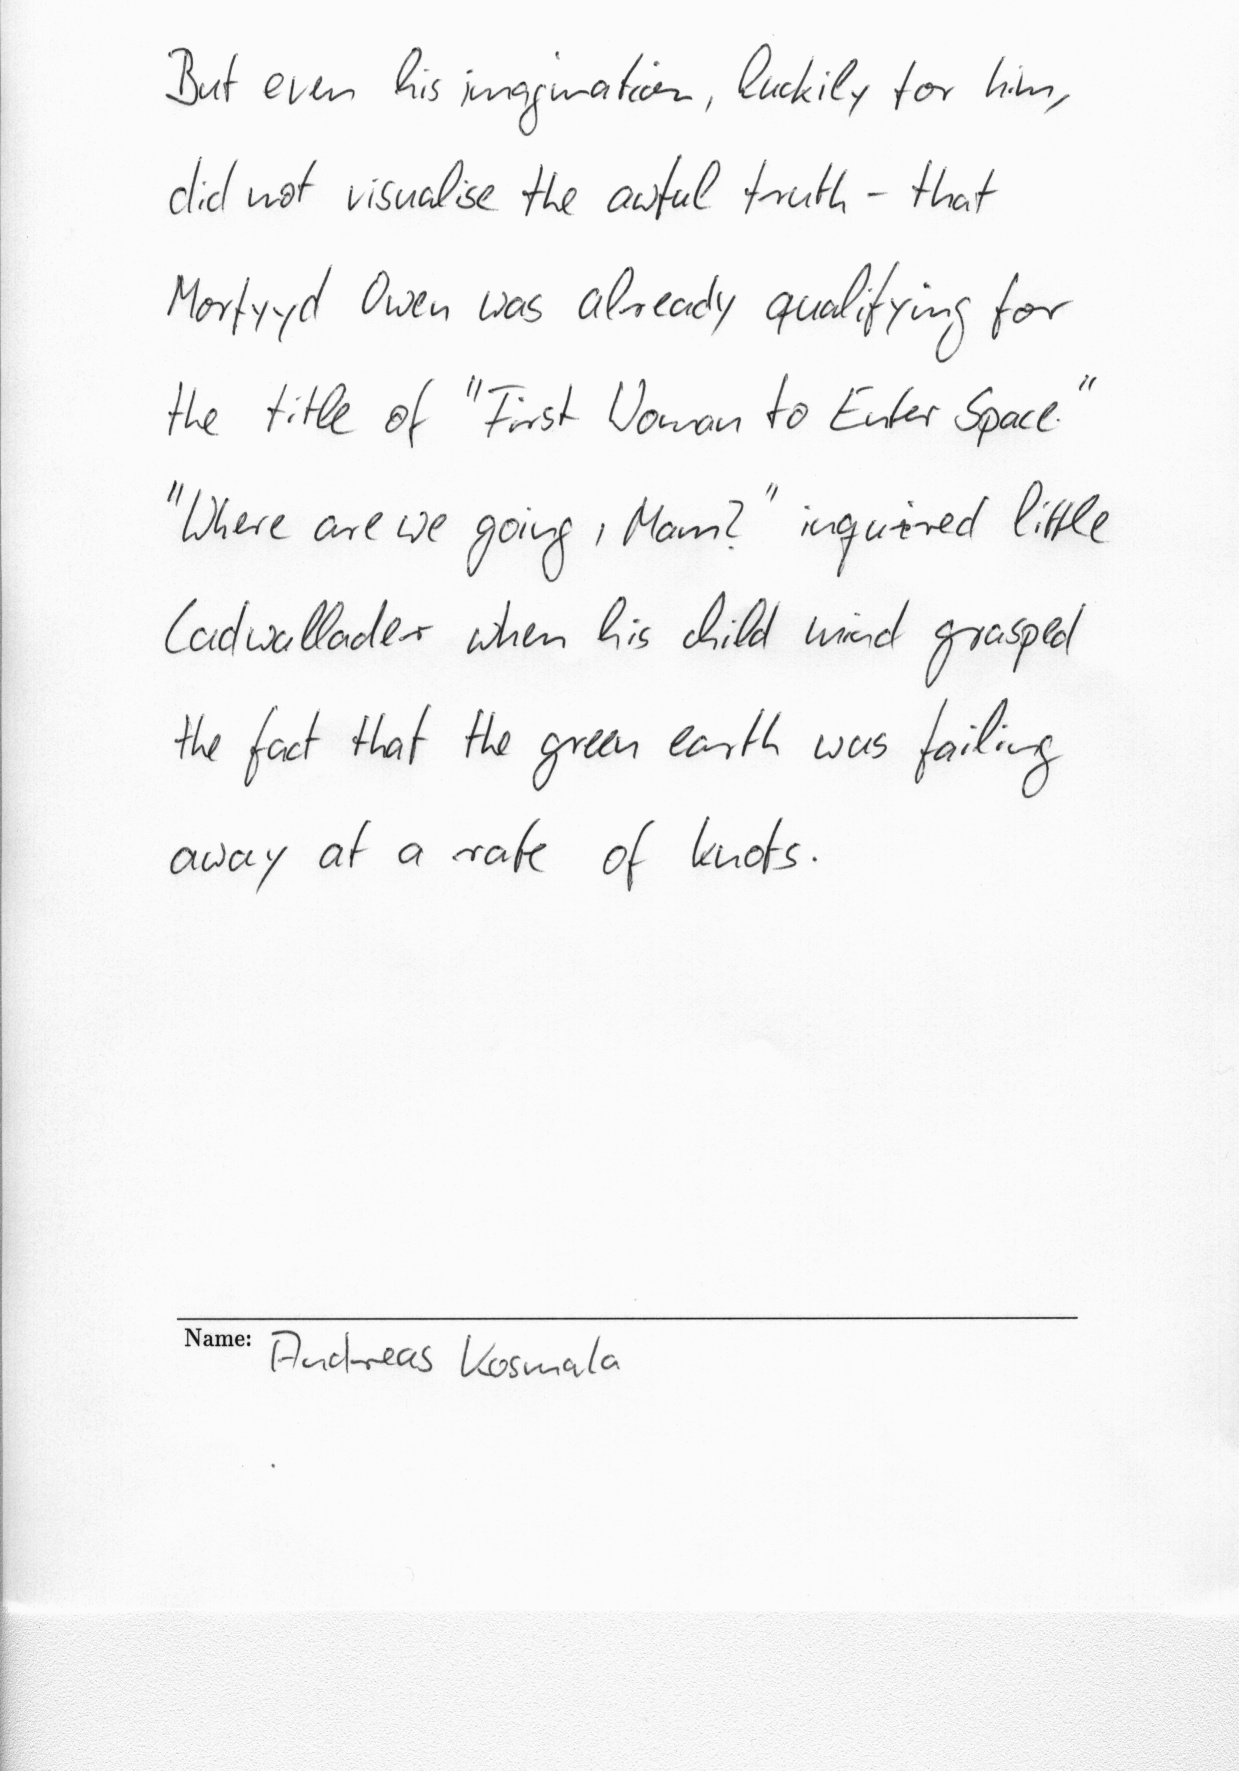 But even his imagination, luckily for him,
did not visualise the awful truth - that
Morfyyd Owen was already qualifying for
the title of "First Woman to Enter Space."
"Where are we going, Mam?" inquired little
Cadwallader when his child mind grasped
the fact that the green earth was failing
away at a rate of knots.
Name: Andreas Kosmala